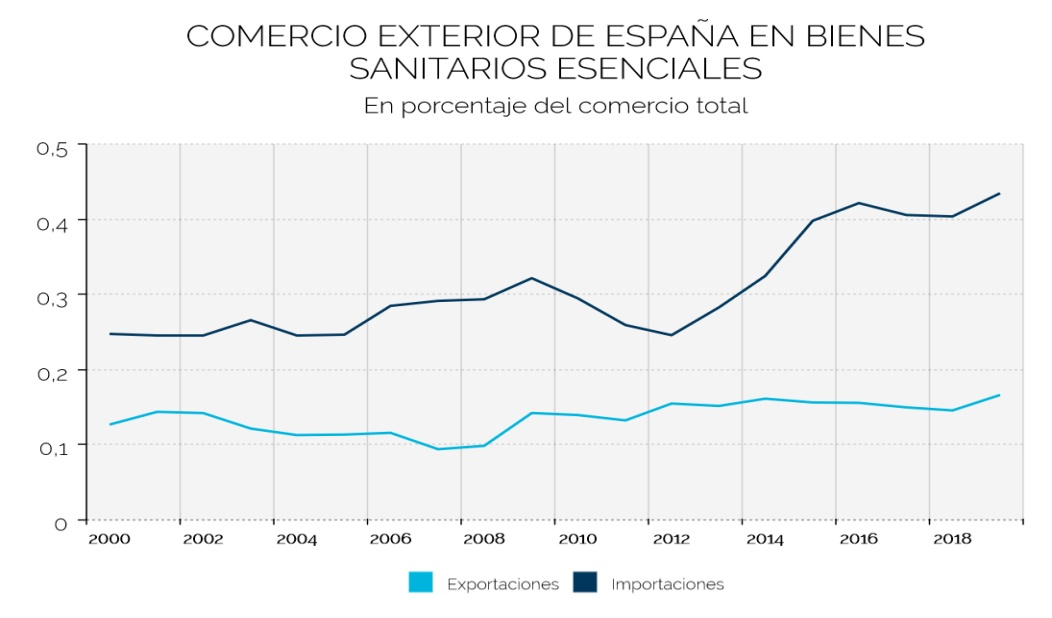 COMERCIO EXTERIOR DE ESPAÑA EN BIENES
SANITARIOS ESENCIALES
En porcentaje del comercio total
0,5
0,4
0,3
0,2
0,1
0
2000 2002 2004 2006 2008 2010 2012 2014 2016 2018
Exportaciones Importaciones